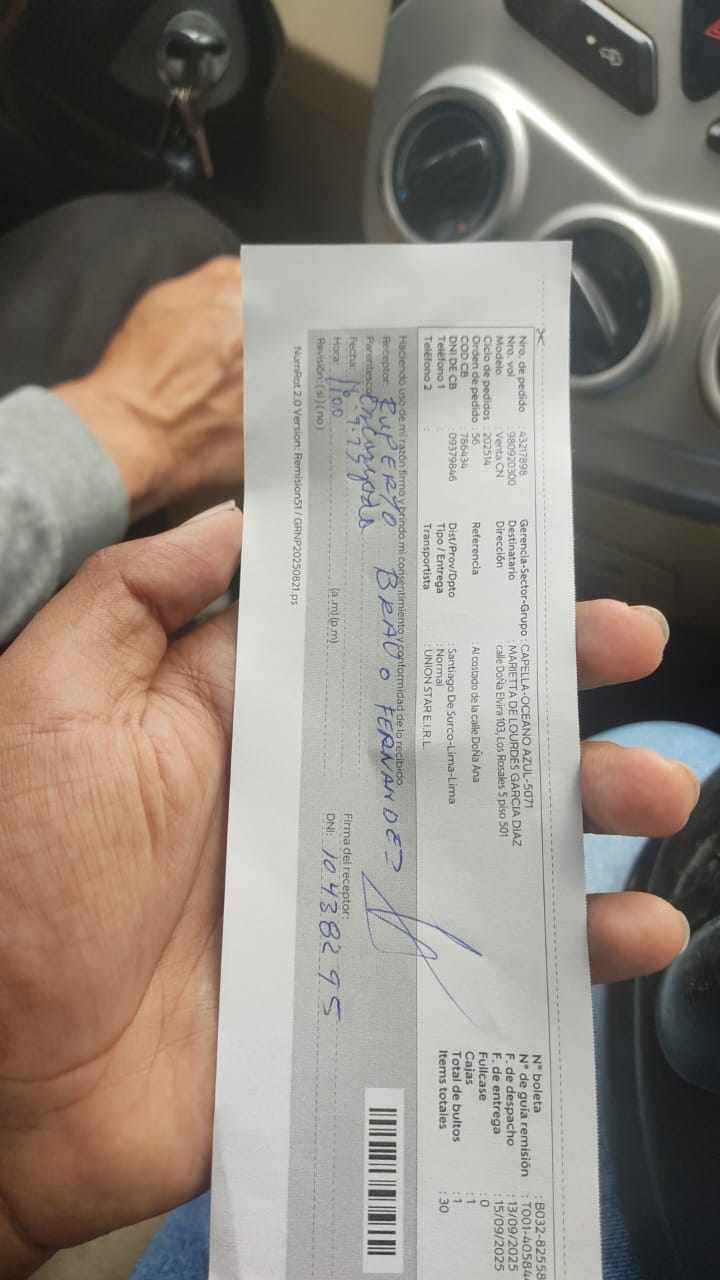 Nro. de pedido : 43217898
Nro. vol : 980920300
Modelo : Venta CN
Ciclo de pedidos : 202514
Orden de pedido : 56
COD CB : 786434
DNI DE CB : 09379846
Teléfono 1 :
Teléfono 2 :
Gerencia-Sector-Grupo : CAPELLA-OCEANO AZUL-5071
Destinatario : MARIETTA DE LOURDES GARCIA DIAZ
Dirección calle DoÑa Elvira 103, Los Rosales 5 piso 501
Referencia : Al costado de la calle DoÑa Ana
Dist/Prov/Dpto : Santiago De Surco-Lima-Lima
Tipo / Entrega : Normal
Transportista : UNION STAR E.I.R.L.
N° boleta : B032-82558
N° de guía remisión : T001-40584
F. de despacho : 13/09/2025
F. de entrega : 15/09/2025
Fullcase : 0
Cajas : 1
Total de bultos : 1
Items totales : 30
Haciendo uso de mi razón firmo y brindo mi consentimiento y conformidad de lo recibido.
Receptor: RUPERTO BRAVO FERNANDEZ
Parentesco:
Fecha:
Hora: 1100 (a.m)(p.m)
Revisión: (si)(no)
Firma del receptor:
DNI: 10438295
NumRot 2.0 Version: Remision51 / GRNP20250821.ps